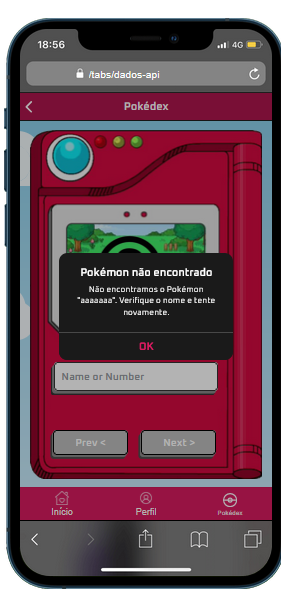 18:56
4G
/tabs/dados-api
Pokédex
Pokémon não encontrado
Não encontramos o Pokémon
"aaaaaaa". Verifique o nome e tente
novamente.
OK
Name or Number
Prev <
Next >
Início
Perfil
Pokédex